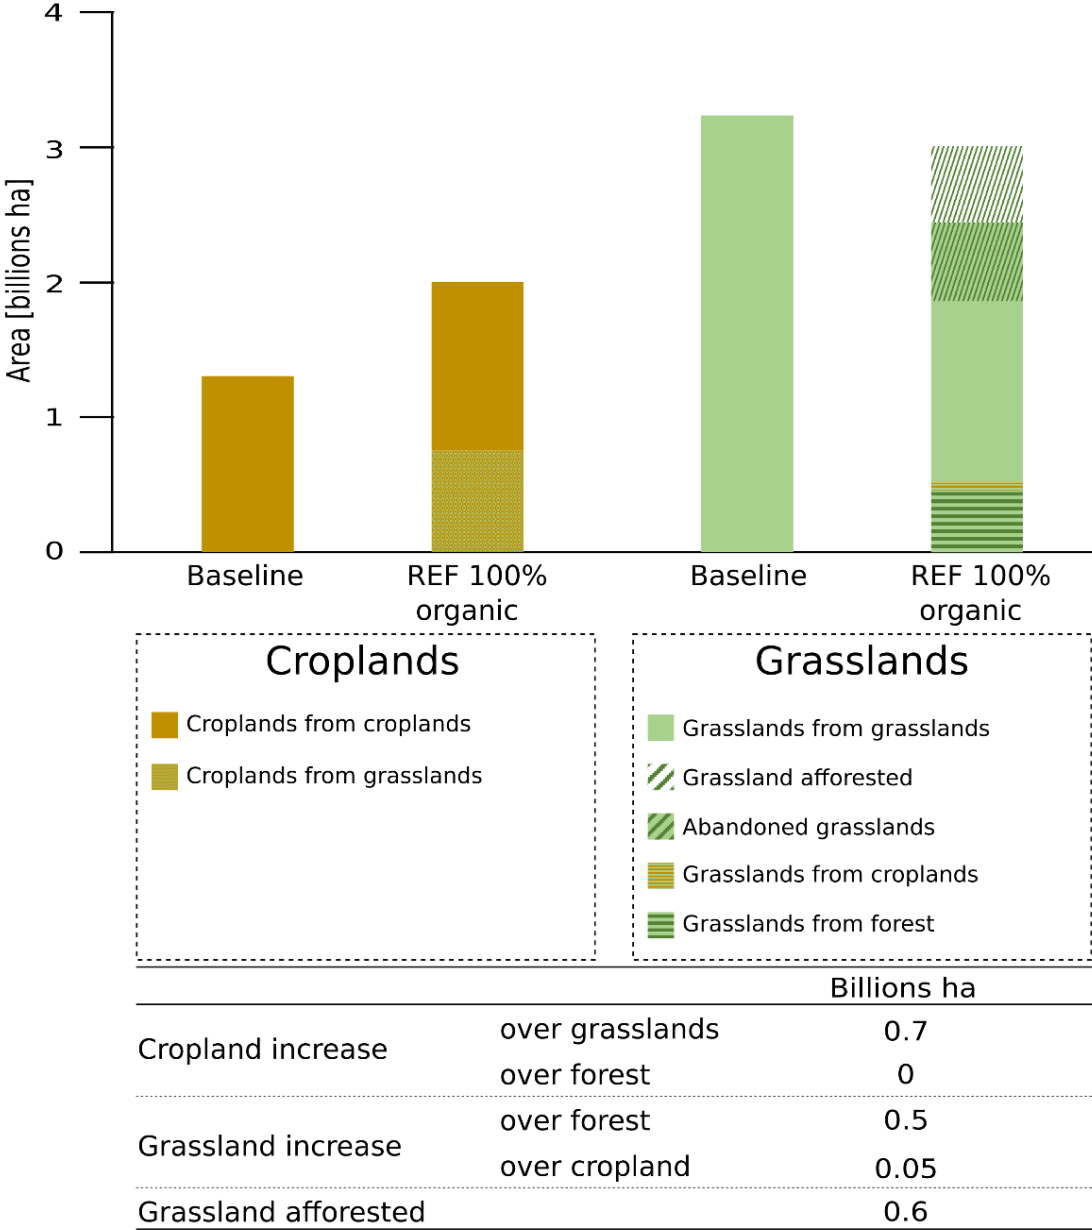 4
3
2
1
0
Area [billions ha]
Baseline
REF 100%
organic
Baseline
REF 100%
organic
Croplands
Croplands from croplands
Croplands from grasslands
Grasslands
Grasslands from grasslands
Grassland afforested
Abandoned grasslands
Grasslands from croplands
Grasslands from forest
Billions ha
Cropland increase
over grasslands 0.7
over forest 0
Grassland increase
over forest 0.5
over cropland 0.05
Grassland afforested 0.6